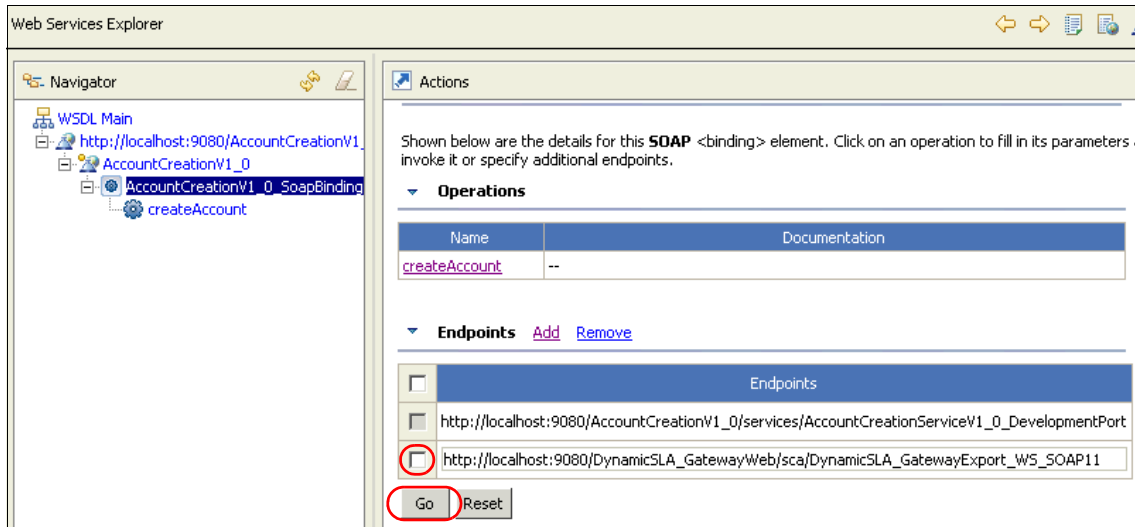 Web Services Explorer
Navigator
WSDL Main
http://localhost:9080/AccountCreationV1_
AccountCreationV1_0
AccountCreationV1_0_SoapBinding
createAccount
Actions
Shown below are the details for this SOAP <binding> element. Click on an operation to fill in its parameters
invoke it or specify additional endpoints.
Operations
Name Documentation
createAccount --
Endpoints Add Remove
Endpoints
http://localhost:9080/AccountCreationV1_0/services/AccountCreationServiceV1_0_DevelopmentPort
http://localhost:9080/DynamicSLA_GatewayWeb/sca/DynamicSLA_GatewayExport_WS_SOAP11
Go Reset